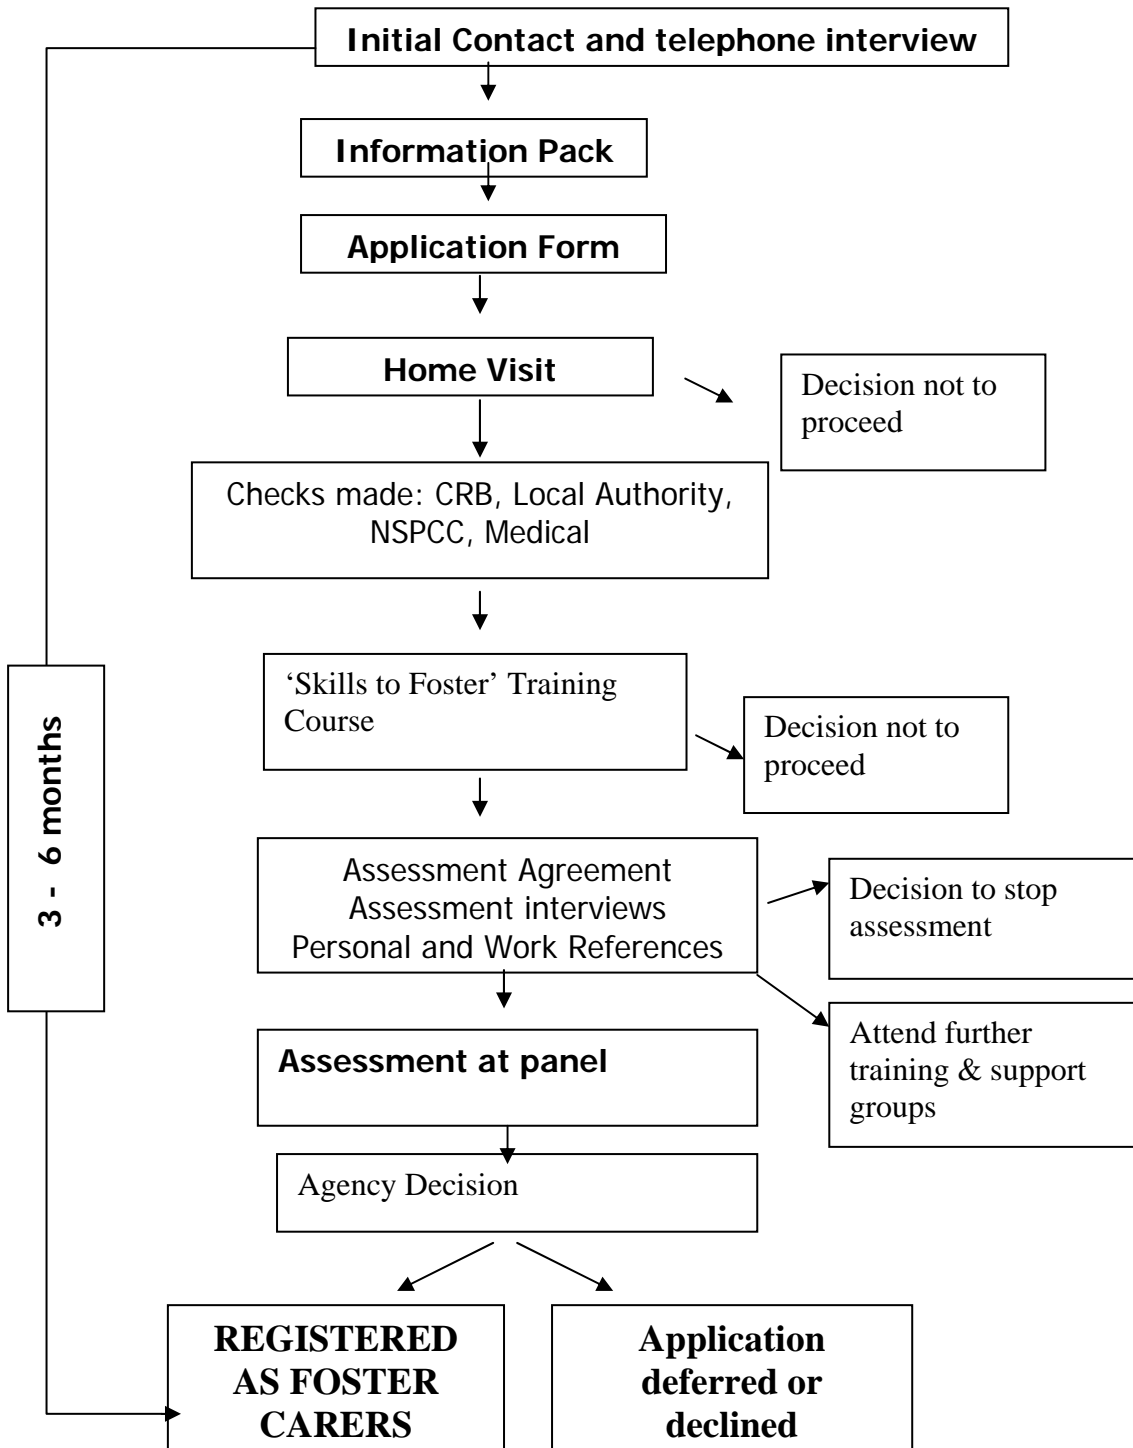 Initial Contact and telephone interview
Information Pack
Application Form
Home Visit
Decision not to
proceed
Checks made: CRB, Local Authority,
NSPCC, Medical
‘Skills to Foster’ Training
Course
Decision not to
proceed
3 - 6 months
Assessment Agreement
Assessment interviews
Personal and Work References
Decision to stop
assessment
Attend further
training & support
groups
Assessment at panel
Agency Decision
REGISTERED
AS FOSTER
CARERS
Application
deferred or
declined